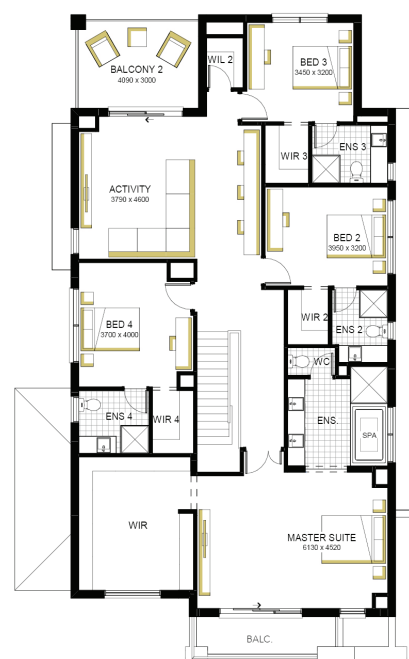 WIL 2
BED 3
3450 x 3200
BALCONY 2
4090 x 3000
ENS 3
WIR 3
ACTIVITY
3790 x 4600
BED 2
3950 x 3200
WIR 2
ENS 2
BED 4
3700 x 4000
WC
ENS 4
WIR 4
ENS.
SPA
WIR
MASTER SUITE
6130 x 4520
BALC.